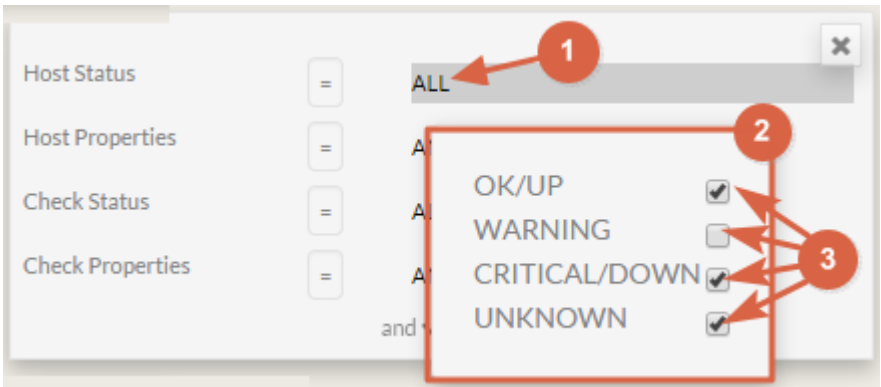 1
Host Status
=
ALL
Host Properties
=
2
OK/UP
Check Status
=
WARNING
3
Check Properties
=
CRITICAL/DOWN
and
UNKNOWN